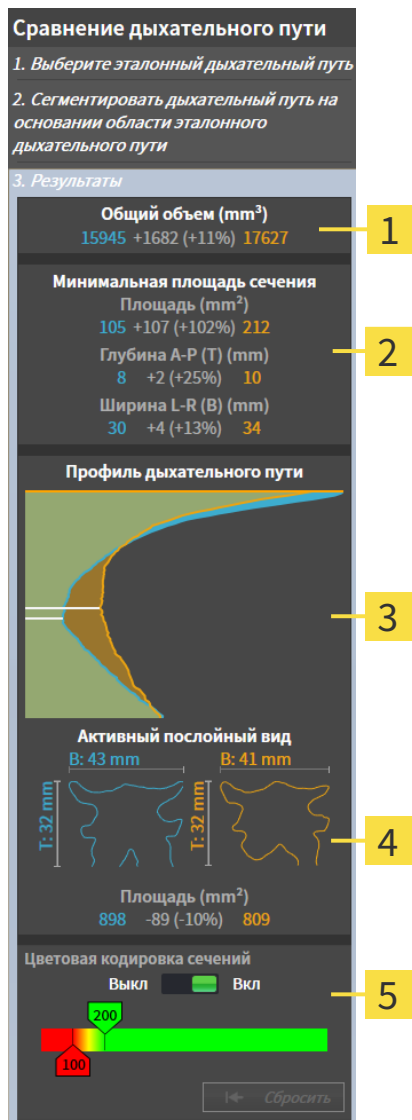 Сравнение дыхательного пути
1. Выберите эталонный дыхательный путь
2. Сегментировать дыхательный путь на
основании области эталонного
дыхательного пути
3. Результаты
Общий объем (mm³)
15945 +1682 (+11%) 17627
1
Минимальная площадь сечения
Площадь (mm²)
105 +107 (+102%) 212
Глубина A-P (T) (mm)
8 +2 (+25%) 10
2
Ширина L-R (B) (mm)
30 +4 (+13%) 34
Профиль дыхательного пути
3
Активный послойный вид
B: 43 mm B: 41 mm
T: 32 mm T: 32 mm
4
Площадь (mm²)
898 -89 (-10%) 809
Цветовая кодировка сечений
Выкл Вкл
5
200
100
Сбросить